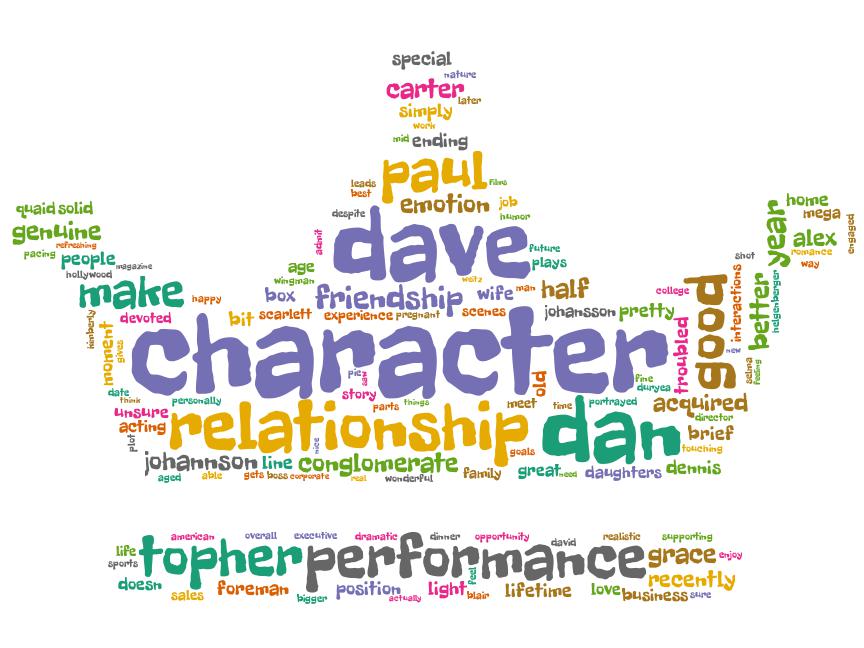 special
nature
carter
later
simply
work
mid ending
paul
leads films
best
emotion job
despite humor
dave
admit future
plays
quaid solid
genuine
refreshing
pacing people
magazine
hollywood
make
happy
age
wingman
weitz
box friendship wife man half
bit scarlett experience pregnant scenes johansson pretty
college
home
mega
year
alex
engaged
romance
way
shot
interactions
better
helgenberger
good
troubled
new
selma
feeling
kimberly
devoted
moment
gives
character
pie
saw
story
old
fine
duryea
date
think personally
parts things
meet time portrayed
acquired
director
unsure
acting
plot
relationship
nice
goals
dan
brief
touching
johannson line conglomerate family great need daughters dennis
aged able gets boss corporate real wonderful
american overall executive dramatic dinner opportunity david realistic supporting
life topher performance grace enjoy
sports
feel
recently
doesn sales foreman bigger position actually light blair lifetime love business sure